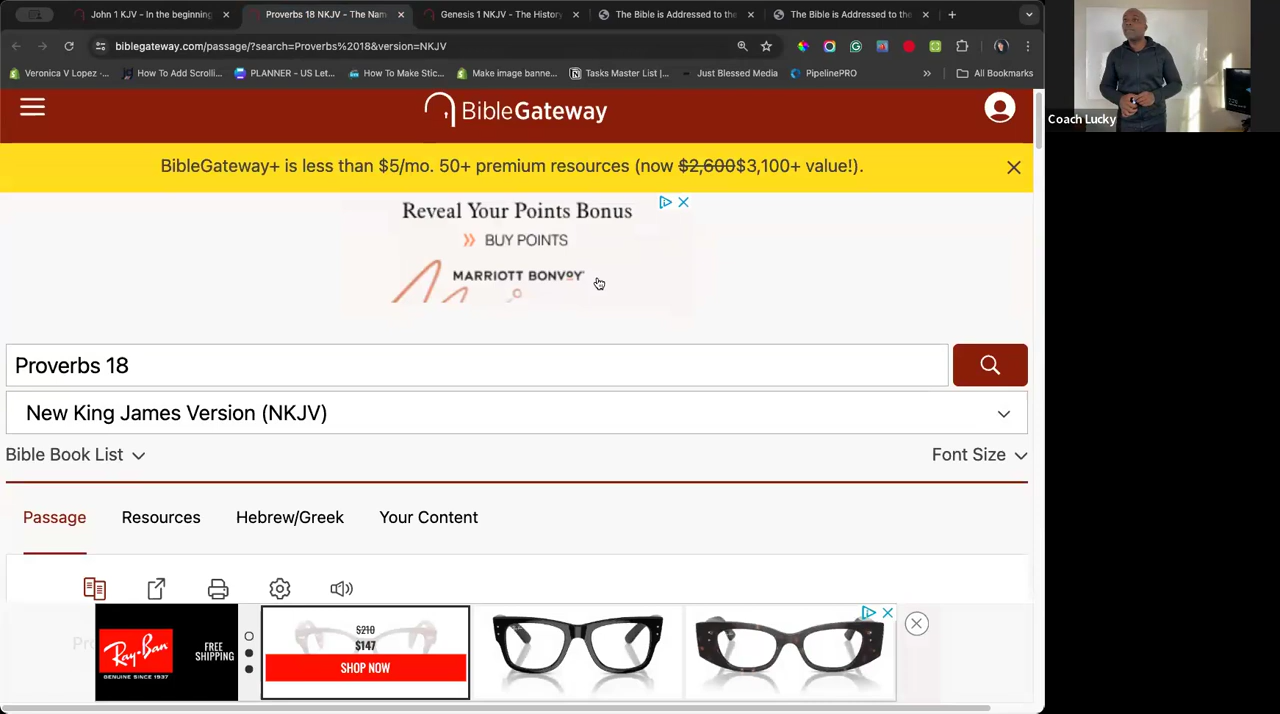 John 1 KJV - In the beginning
Proverbs 18 NKJV - The Nam
Genesis 1 NKJV - The History
The Bible is Addressed to the
The Bible is Addressed to the
biblegateway.com/passage/?search=Proverbs%2018&version=NKJV
Veronica V Lopez -...
How To Add Scrolli...
PLANNER - US Let...
How To Make Stic...
Make image banne...
Tasks Master List |...
Just Blessed Media
PipelinePRO
All Bookmarks
Coach Lucky
BibleGateway
BibleGateway+ is less than $5/mo. 50+ premium resources (now $2,600$3,100+ value!).
Reveal Your Points Bonus
BUY POINTS
MARRIOTT BONVOY
Proverbs 18
New King James Version (NKJV)
Bible Book List
Font Size
Passage
Resources
Hebrew/Greek
Your Content
Ray-Ban
GENUINE SINCE 1937
FREE
SHIPPING
$210
$147
SHOP NOW